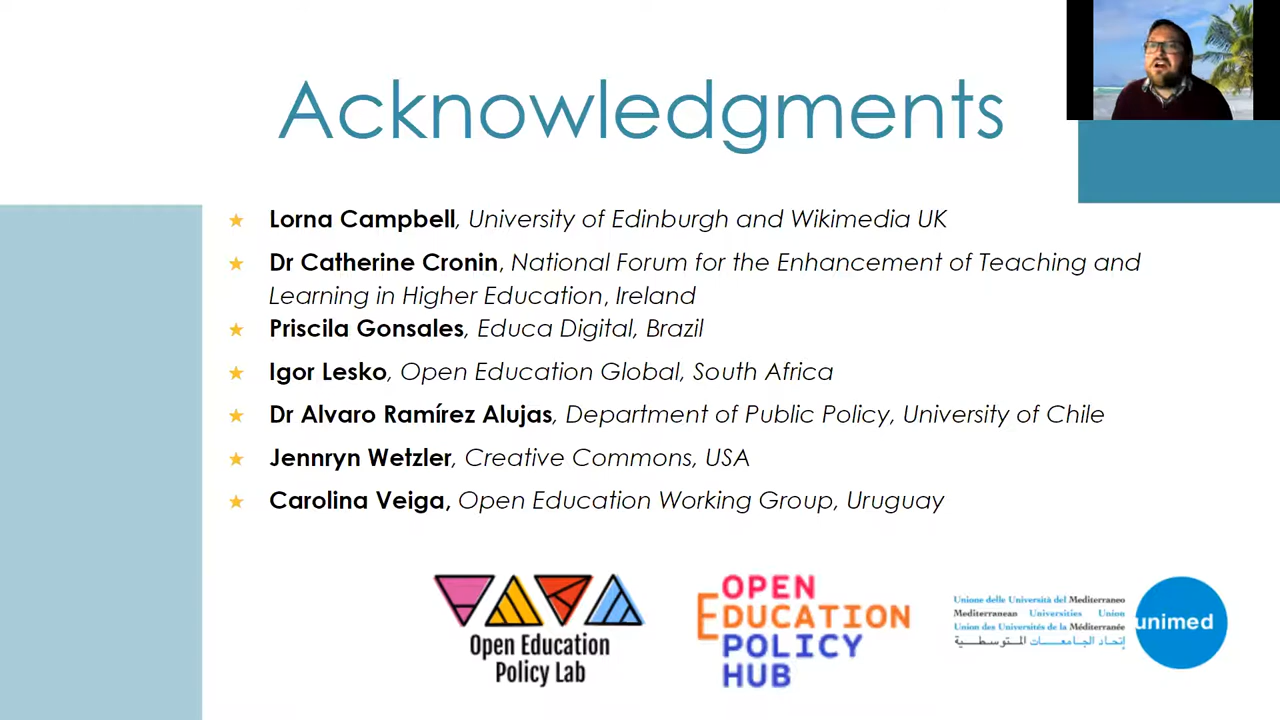 Acknowledgments
Lorna Campbell, University of Edinburgh and Wikimedia UK
Dr Catherine Cronin, National Forum for the Enhancement of Teaching and
Learning in Higher Education, Ireland
Priscila Gonsales, Educa Digital, Brazil
Igor Lesko, Open Education Global, South Africa
Dr Alvaro Ramírez Alujas, Department of Public Policy, University of Chile
Jennryn Wetzler, Creative Commons, USA
Carolina Veiga, Open Education Working Group, Uruguay
Open Education
Policy Lab
OPEN
EDUCATION
POLICY
HUB
Unione delle Università del Mediterraneo
Mediterranean Universities Union
Union des Universités de la Méditerranée
إتحاد الجامعات المتوسطية
unimed